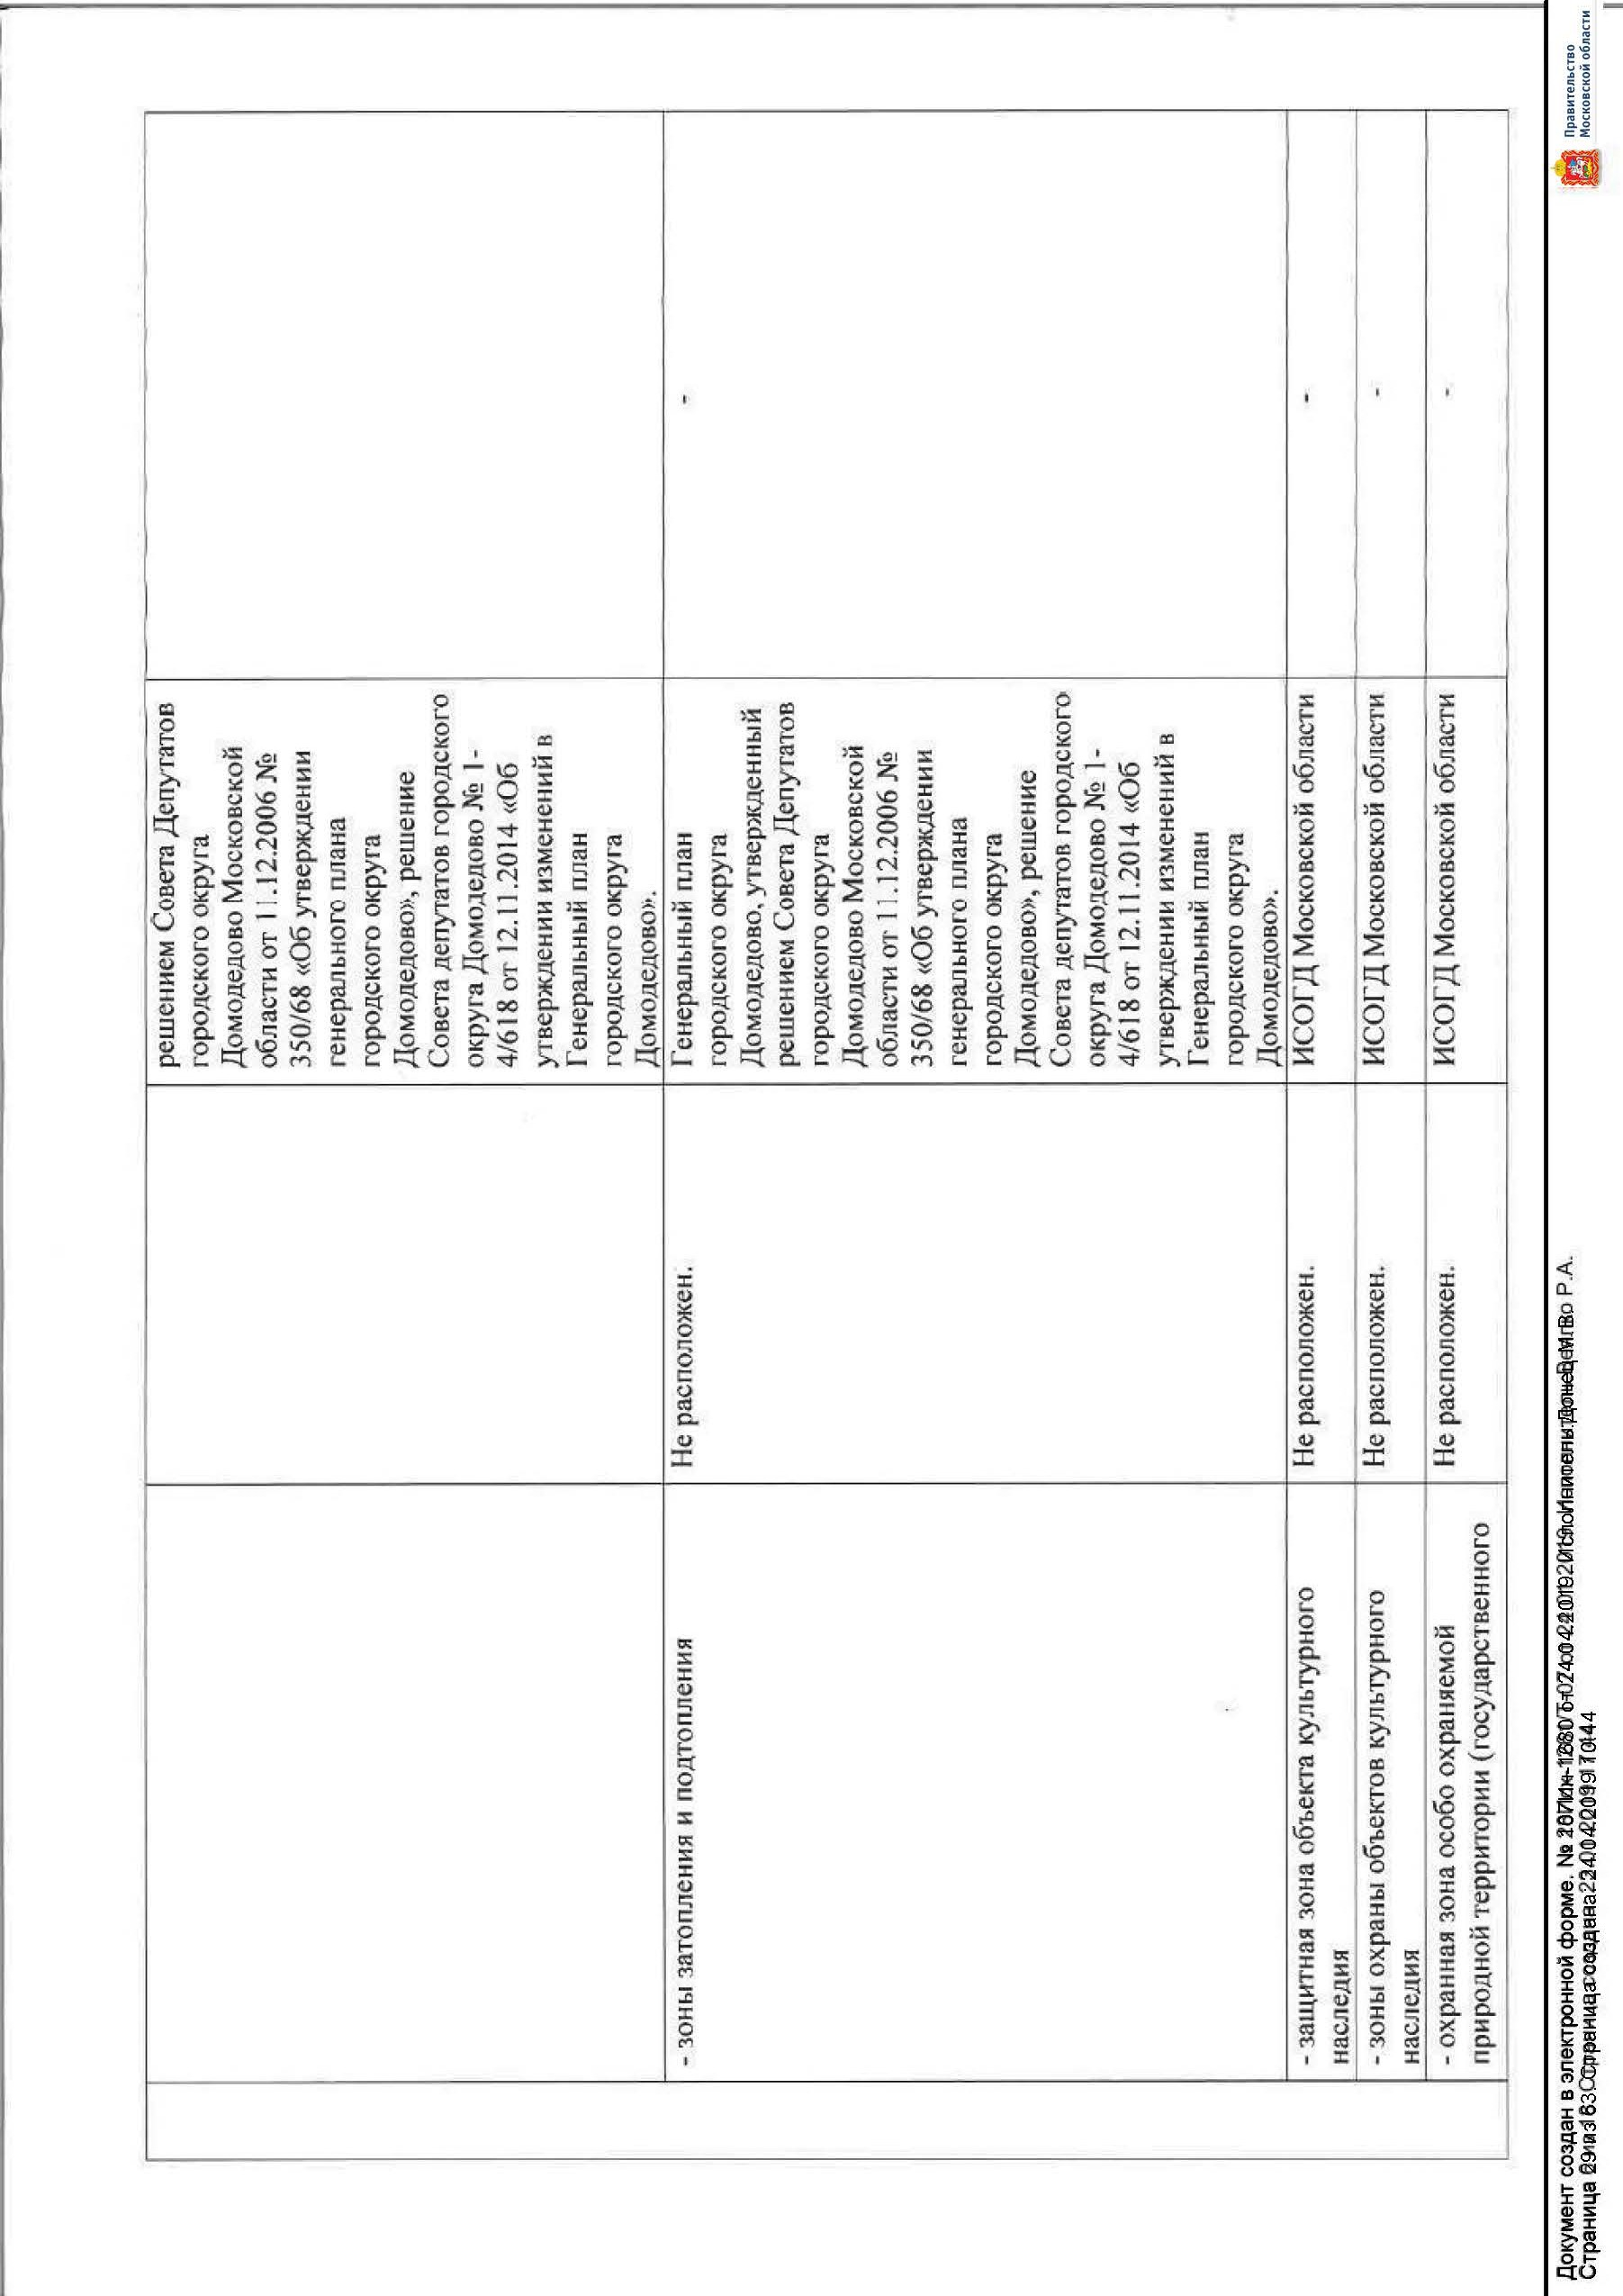 решением Совета Депутатов
городского округа
Домодедово Московской
области от 11.12.2006 №
350/68 «Об утверждении
генерального плана
городского округа
Домодедово», решение
Совета депутатов городского
округа Домодедово № 1-
4/618 от 12.11.2014 «Об
утверждении изменений в
Генеральный план
городского округа
Домодедово».
- зоны затопления и подтопления
Не расположен.
Генеральный план
городского округа
Домодедово, утвержденный
решением Совета Депутатов
городского округа
Домодедово Московской
области от 11.12.2006 №
350/68 «Об утверждении
генерального плана
городского округа
Домодедово», решение
Совета депутатов городского
округа Домодедово № 1-
4/618 от 12.11.2014 «Об
утверждении изменений в
Генеральный план
городского округа
Домодедово».
-
- защитная зона объекта культурного
наследия
Не расположен.
ИСОГД Московской области
-
- зоны охраны объектов культурного
наследия
Не расположен.
ИСОГД Московской области
-
- охранная зона особо охраняемой
природной территории (государственного
Не расположен.
ИСОГД Московской области
-
Документ создан в электронной форме. №
Страница
Правительство
Московской области